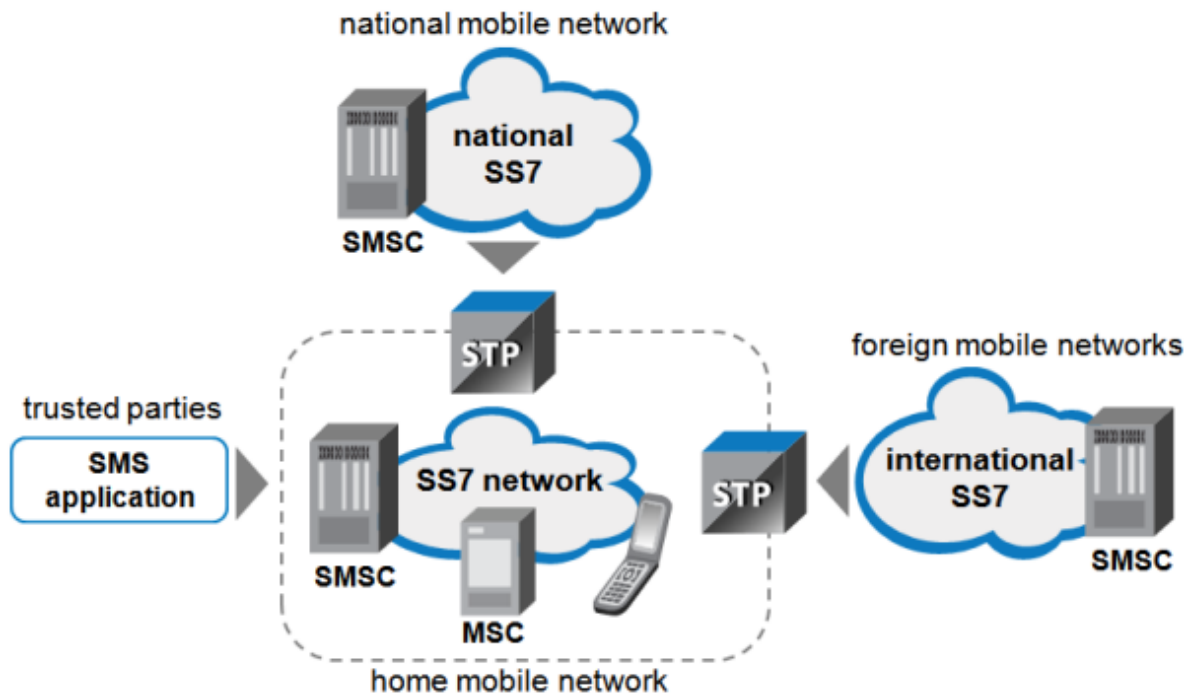 national mobile network
national
SS7
SMSC
STP
foreign mobile networks
trusted parties
SMS
application
SS7 network
STP
international
SS7
SMSC
SMSC
MSC
home mobile network